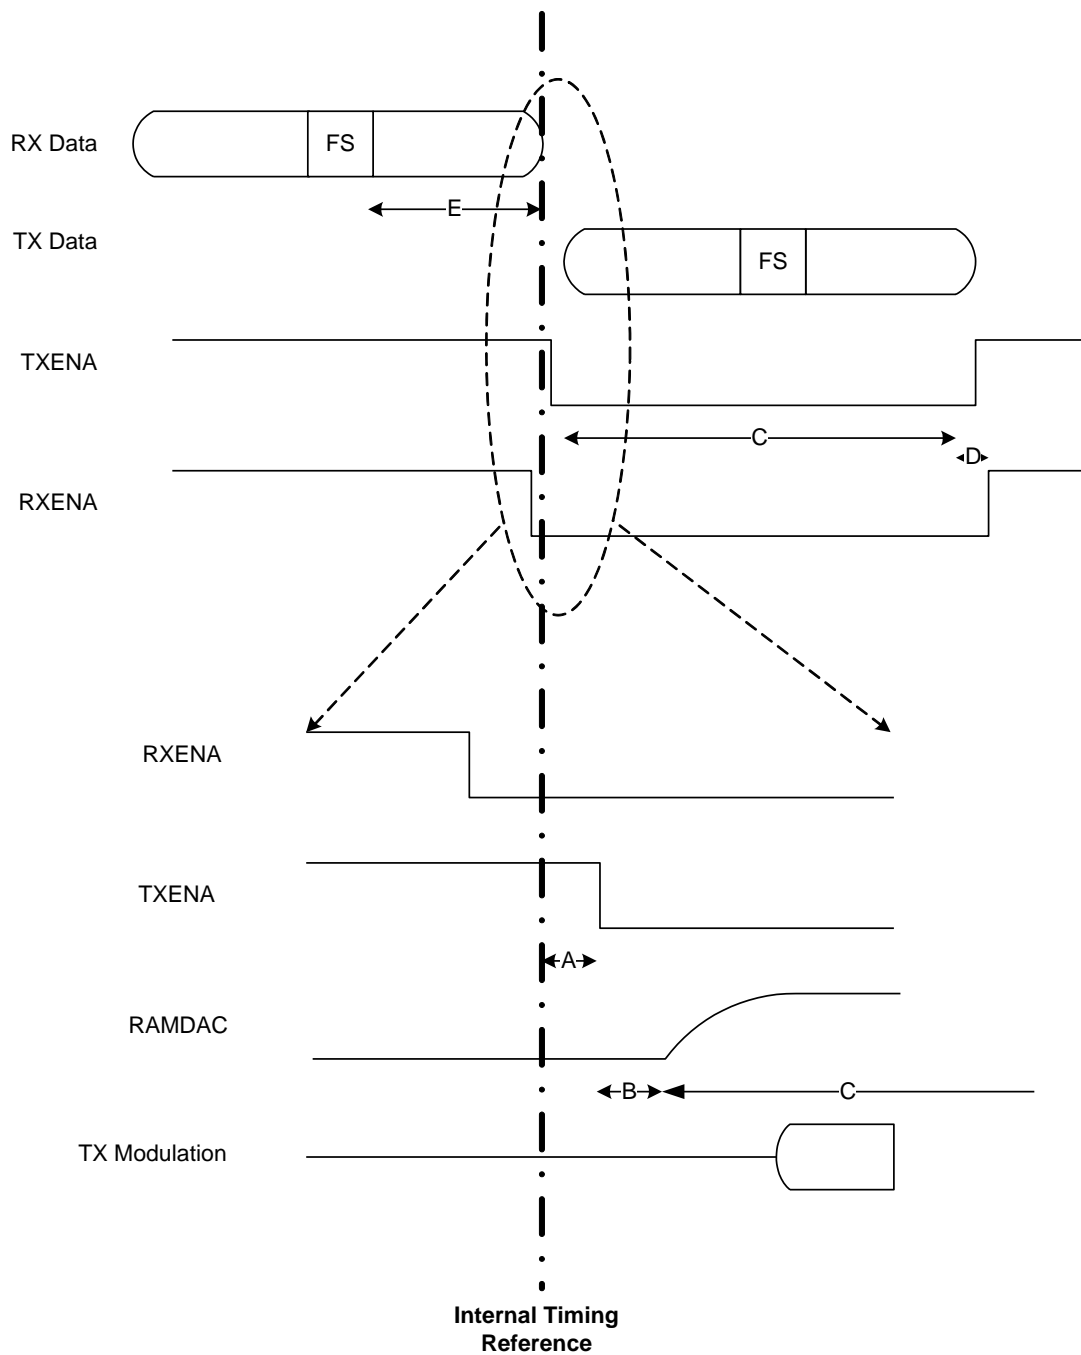 RX Data
FS
E
TX Data
FS
TXENA
C
D
RXENA
RXENA
TXENA
A
RAMDAC
B
C
TX Modulation
Internal Timing
Reference